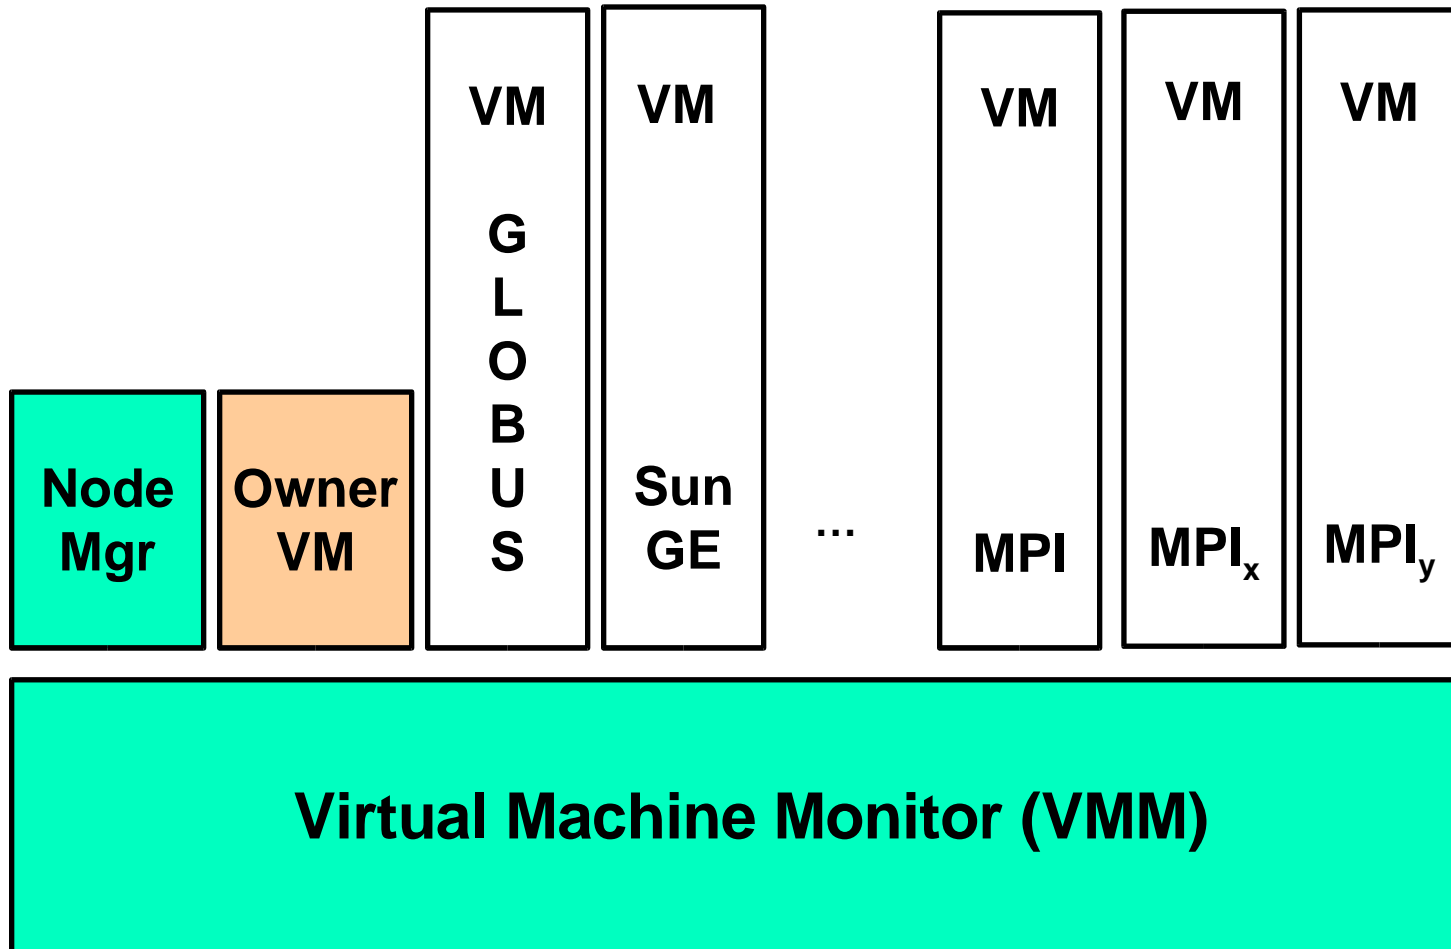 Node
Mgr
Owner
VM
VM
G
L
O
B
U
S
VM
Sun
GE
...
VM
MPI
VM
MPIx
VM
MPIy
Virtual Machine Monitor (VMM)